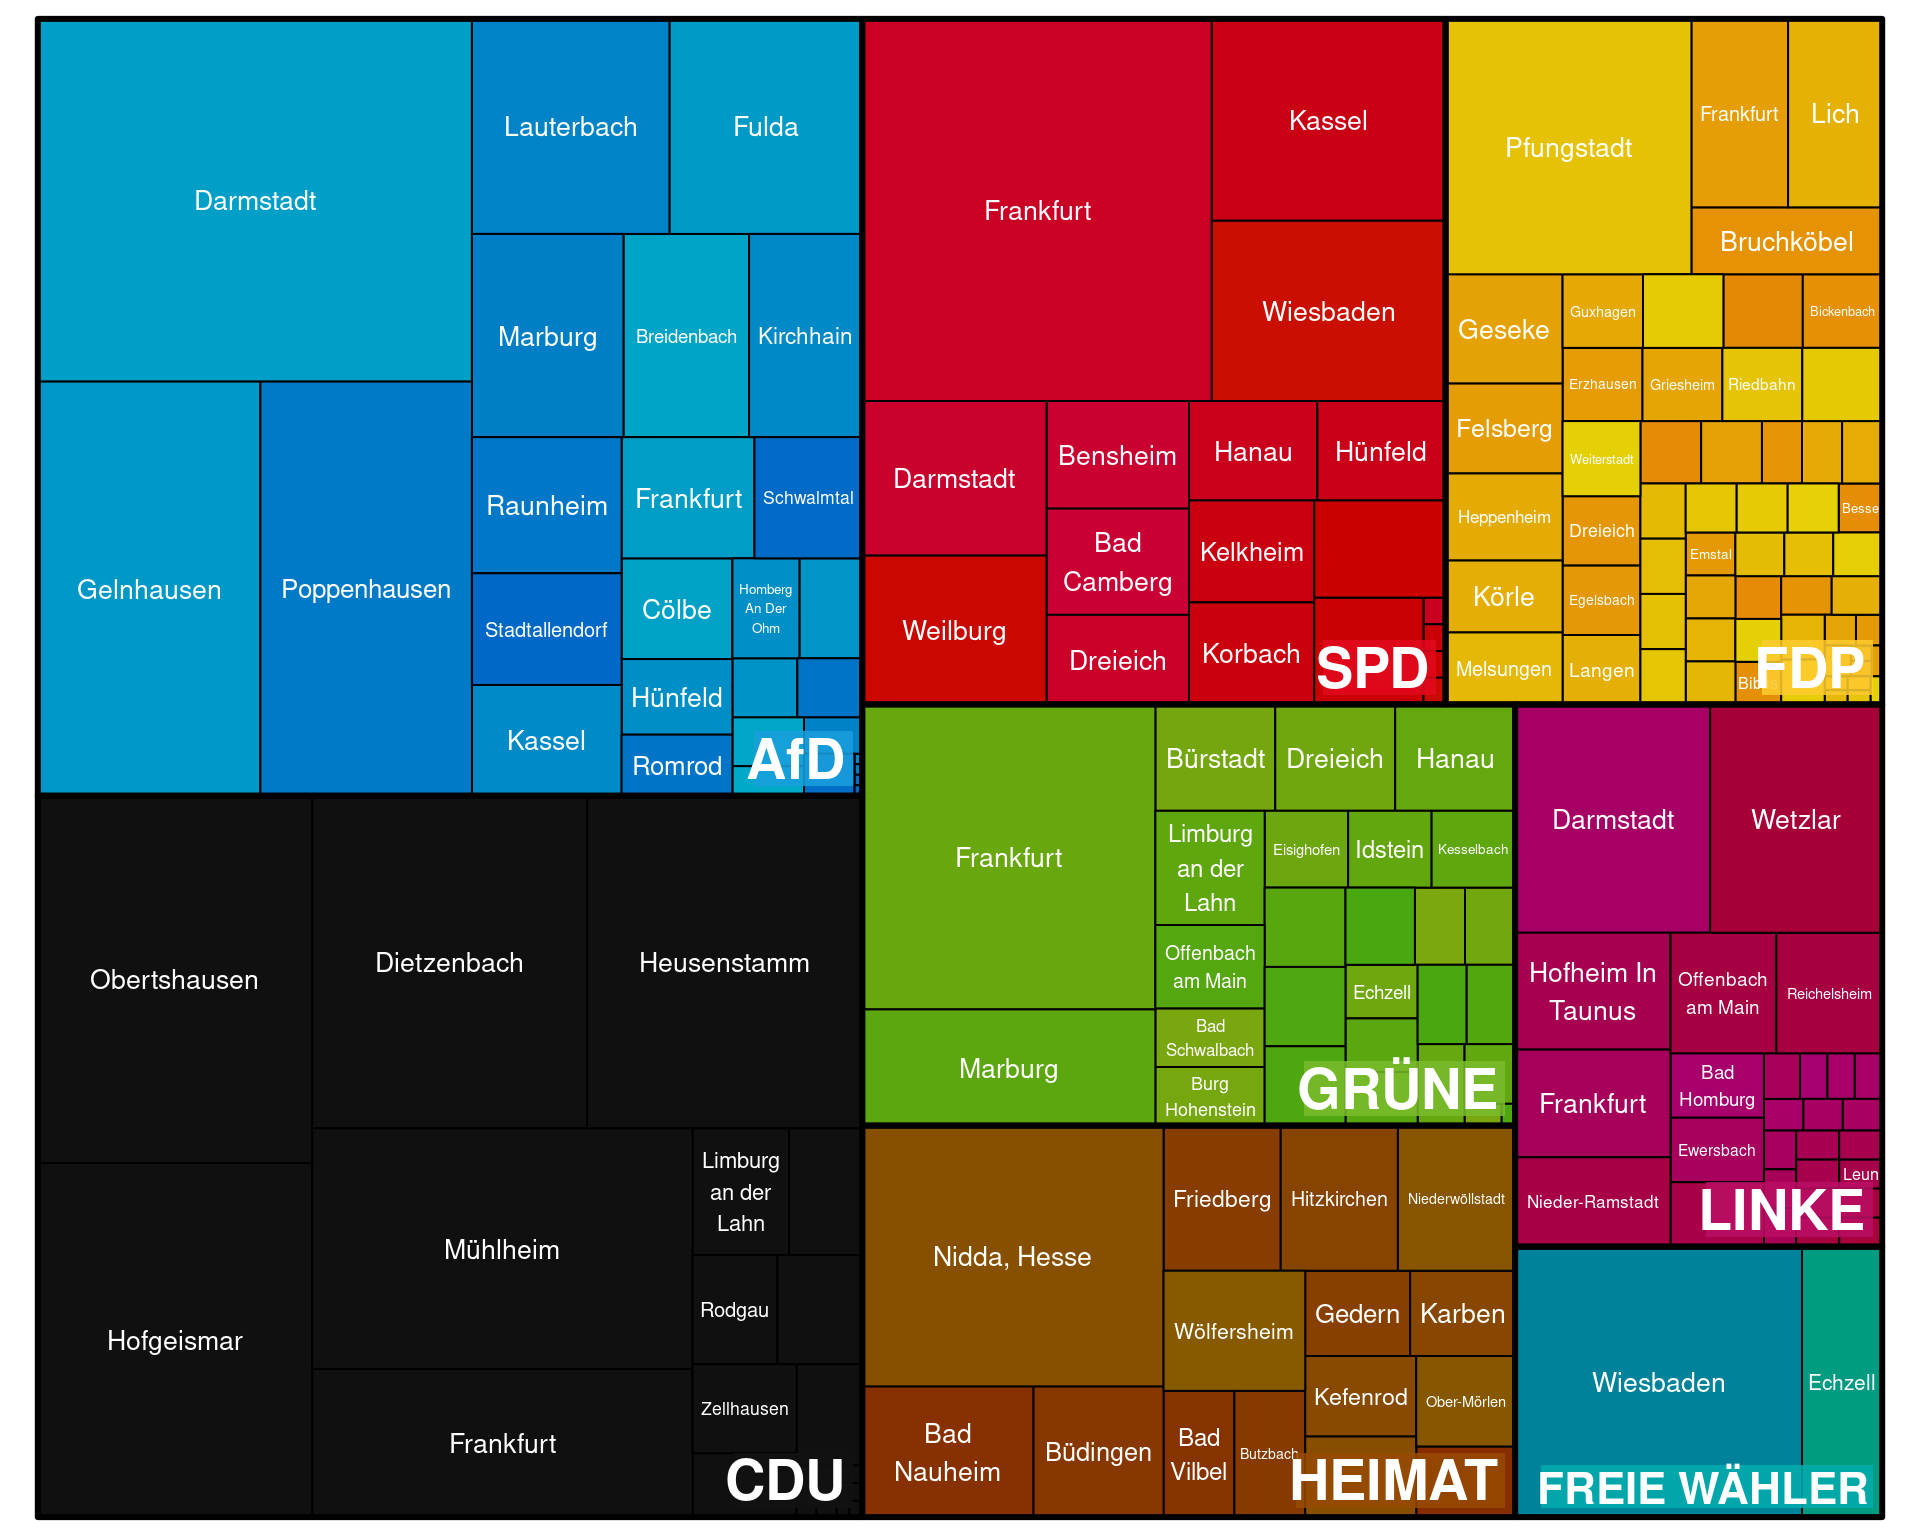 Darmstadt
Lauterbach
Fulda
Marburg
Breidenbach
Kirchhain
Gelnhausen
Poppenhausen
Raunheim
Frankfurt
Schwalmtal
Stadtallendorf
Cölbe
Homberg
An Der
Ohm
Hünfeld
Kassel
Romrod
AfD
Frankfurt
Kassel
Wiesbaden
Darmstadt
Bensheim
Hanau
Hünfeld
Bad
Camberg
Kelkheim
Weilburg
Dreieich
Korbach
SPD
Pfungstadt
Frankfurt
Lich
Bruchköbel
Geseke
Guxhagen
Bickenbach
Erzhausen
Griesheim
Riedbahn
Felsberg
Weiterstadt
Heppenheim
Dreieich
Besse
Emstal
Körle
Egelsbach
Melsungen
Langen
FDP
Obertshausen
Dietzenbach
Heusenstamm
Hofgeismar
Mühlheim
Limburg
an der
Lahn
Rodgau
Frankfurt
Zellhausen
CDU
Frankfurt
Bürstadt
Dreieich
Hanau
Limburg
an der
Lahn
Eisighofen
Idstein
Kesselbach
Offenbach
am Main
Echzell
Marburg
Bad
Schwalbach
Burg
Hohenstein
GRÜNE
Darmstadt
Wetzlar
Hofheim In
Taunus
Offenbach
am Main
Reichelsheim
Frankfurt
Bad
Homburg
Ewersbach
Leun
Nieder-Ramstadt
LINKE
Nidda, Hesse
Friedberg
Hitzkirchen
Niederwöllstadt
Wölfersheim
Gedern
Karben
Kefenrod
Ober-Mörlen
Bad
Nauheim
Büdingen
Bad
Vilbel
Butzbach
HEIMAT
Wiesbaden
Echzell
FREIE WÄHLER